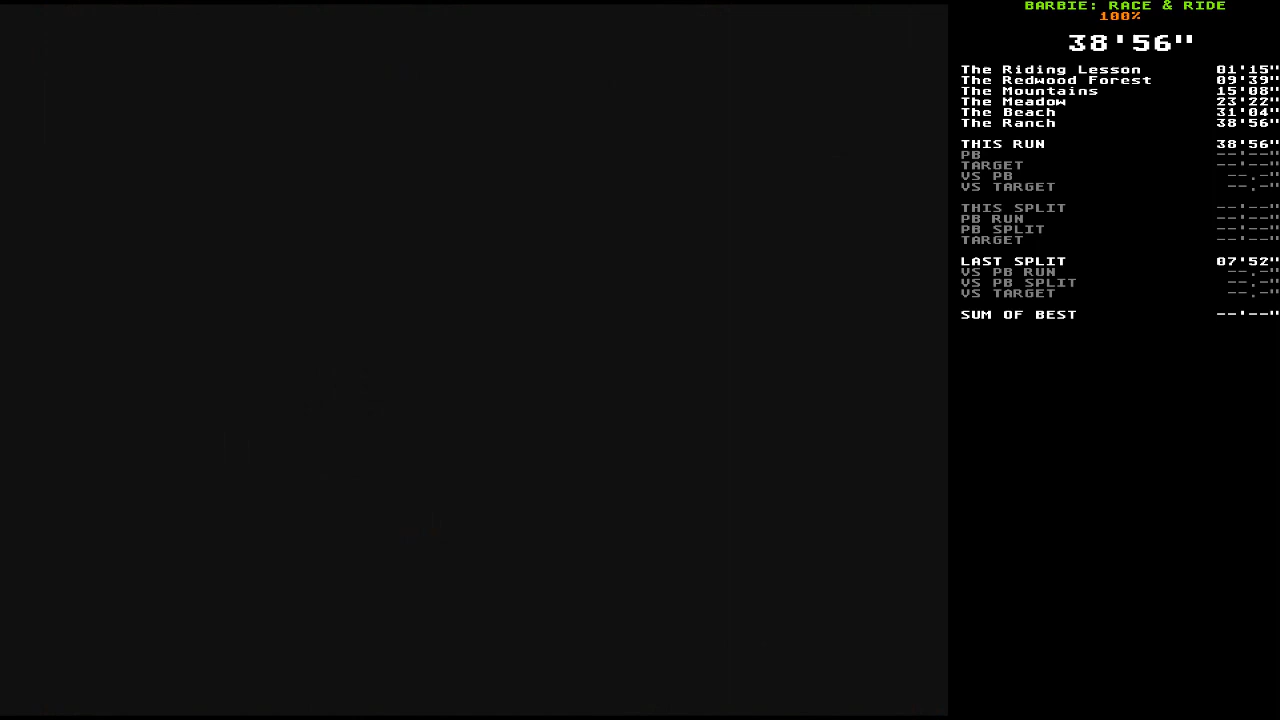 BARBIE: RACE & RIDE
100%
38'56"
The Riding Lesson 01'15"
The Redwood Forest 09'39"
The Mountains 15'08"
The Meadow 23'22"
The Beach 31'04"
The Ranch 38'56"
THIS RUN 38'56"
PB --'--"
TARGET --'--"
VS PB --.-"
VS TARGET --.-"
THIS SPLIT --'--"
PB RUN --'--"
PB SPLIT --'--"
TARGET --'--"
LAST SPLIT 07'52"
VS PB RUN --.-"
VS PB SPLIT --.-"
VS TARGET --.-"
SUM OF BEST --'--"